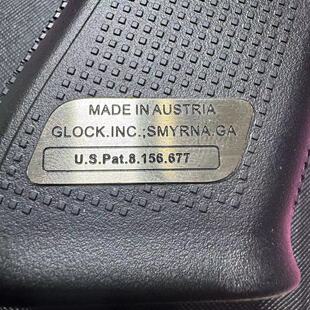 MADE IN AUSTRIA
GLOCK.INC.;SMYRNA.GA
U.S.Pat.8.156.677